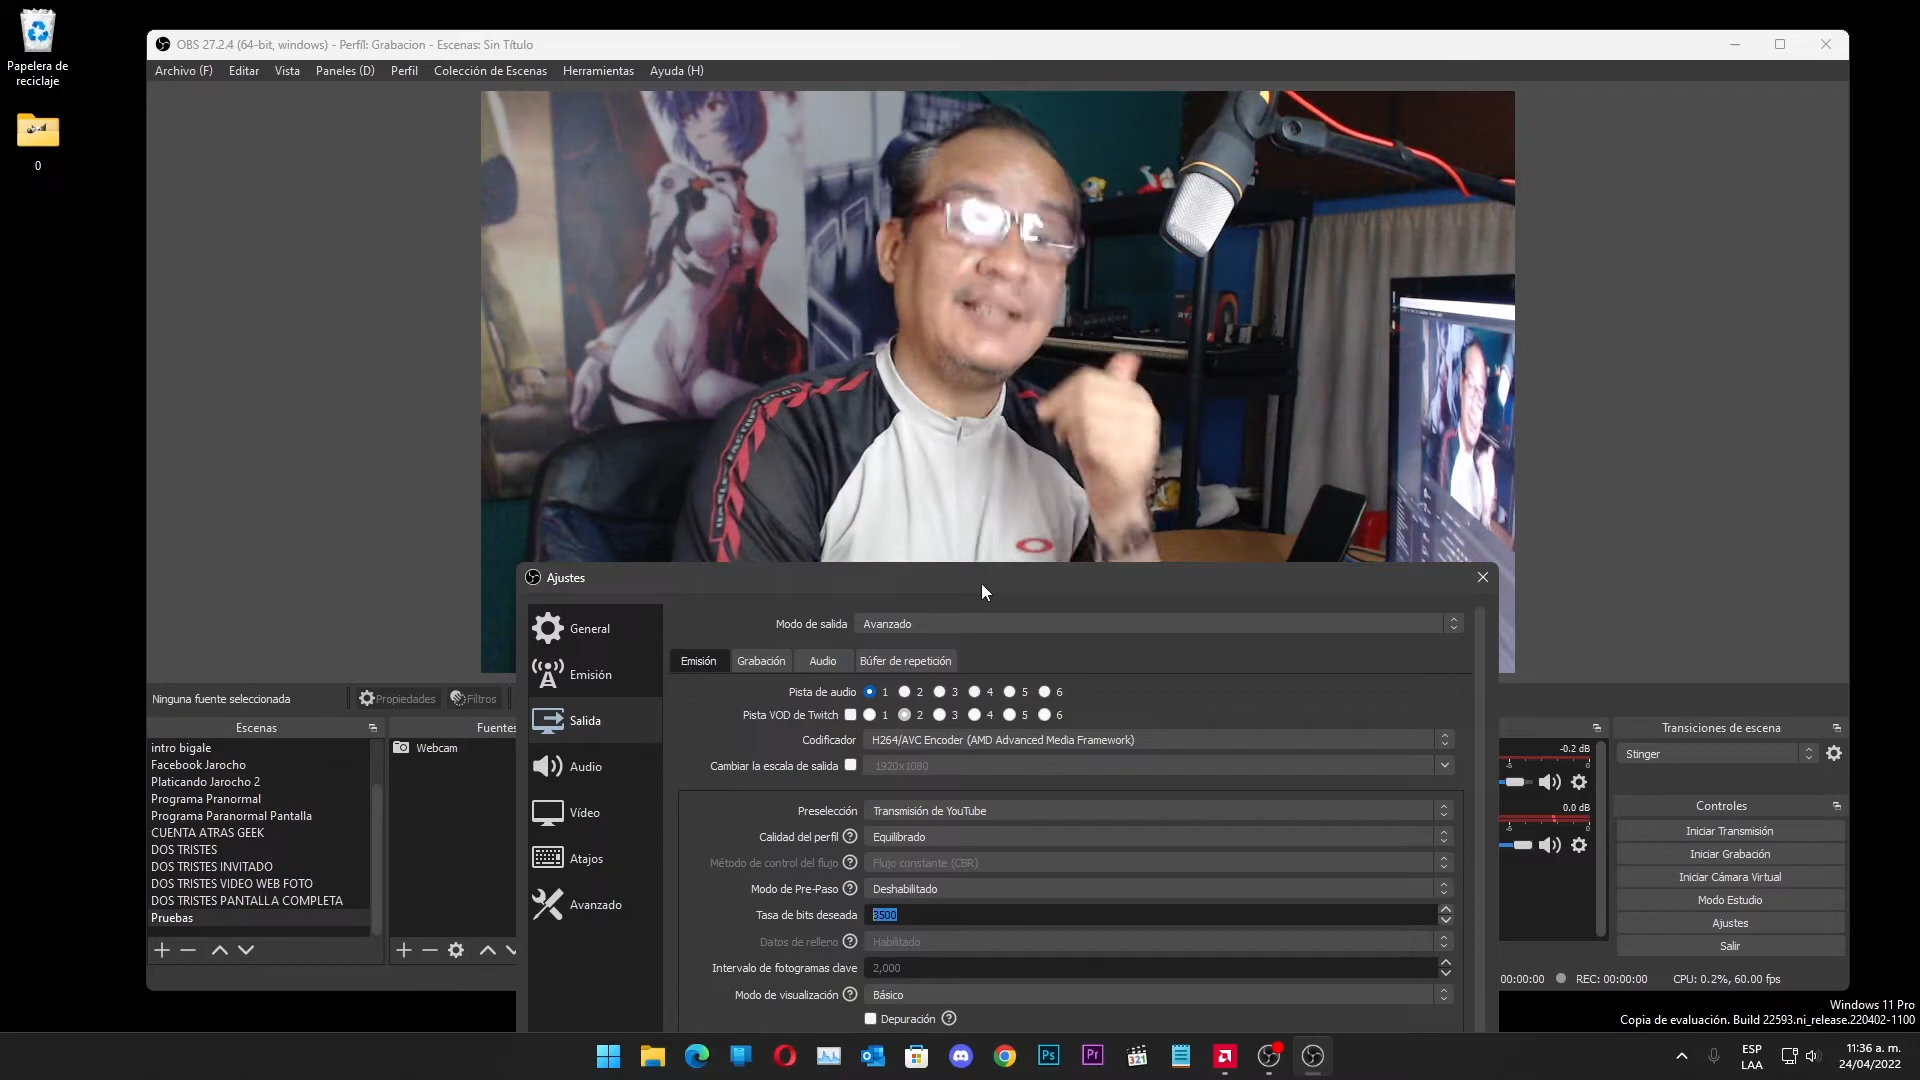 Papelera de
reciclaje
0
OBS 27.2.4 (64-bit, windows) - Perfil: Grabacion - Escenas: Sin Título
Archivo (F) Editar Vista Paneles (D) Perfil Colección de Escenas Herramientas Ayuda (H)
Ajustes
General
Emisión
Salida
Audio
Vídeo
Atajos
Avanzado
Modo de salida Avanzado
Emisión Grabación Audio Búfer de repetición
Pista de audio 1 2 3 4 5 6
Pista VOD de Twitch 1 2 3 4 5 6
Codificador H264/AVC Encoder (AMD Advanced Media Framework)
Cambiar la escala de salida 1920x1080
Preselección Transmisión de YouTube
Calidad del perfil ? Equilibrado
Método de control del flujo ? Flujo constante (CBR)
Modo de Pre-Paso ? Deshabilitado
Tasa de bits deseada 3500
Datos de relleno ? Habilitado
Intervalo de fotogramas clave 2,000
Modo de visualización ? Básico
Depuración ?
Ninguna fuente seleccionada Propiedades Filtros
Escenas
intro bigale
Facebook Jarocho
Platicando Jarocho 2
Programa Pranormal
Programa Paranormal Pantalla
CUENTA ATRAS GEEK
DOS TRISTES
DOS TRISTES INVITADO
DOS TRISTES VIDEO WEB FOTO
DOS TRISTES PANTALLA COMPLETA
Pruebas
Fuentes
Webcam
-0.2 dB
-5 0
0.0 dB
-5 0
Transiciones de escena
Stinger
Controles
Iniciar Transmisión
Iniciar Grabación
Iniciar Cámara Virtual
Modo Estudio
Ajustes
Salir
00:00:00 REC: 00:00:00 CPU: 0.2%, 60.00 fps
Windows 11 Pro
Copia de evaluación. Build 22593.ni_release.220402-1100
Ps
Pr
321
ESP
LAA
11:36 a. m.
24/04/2022